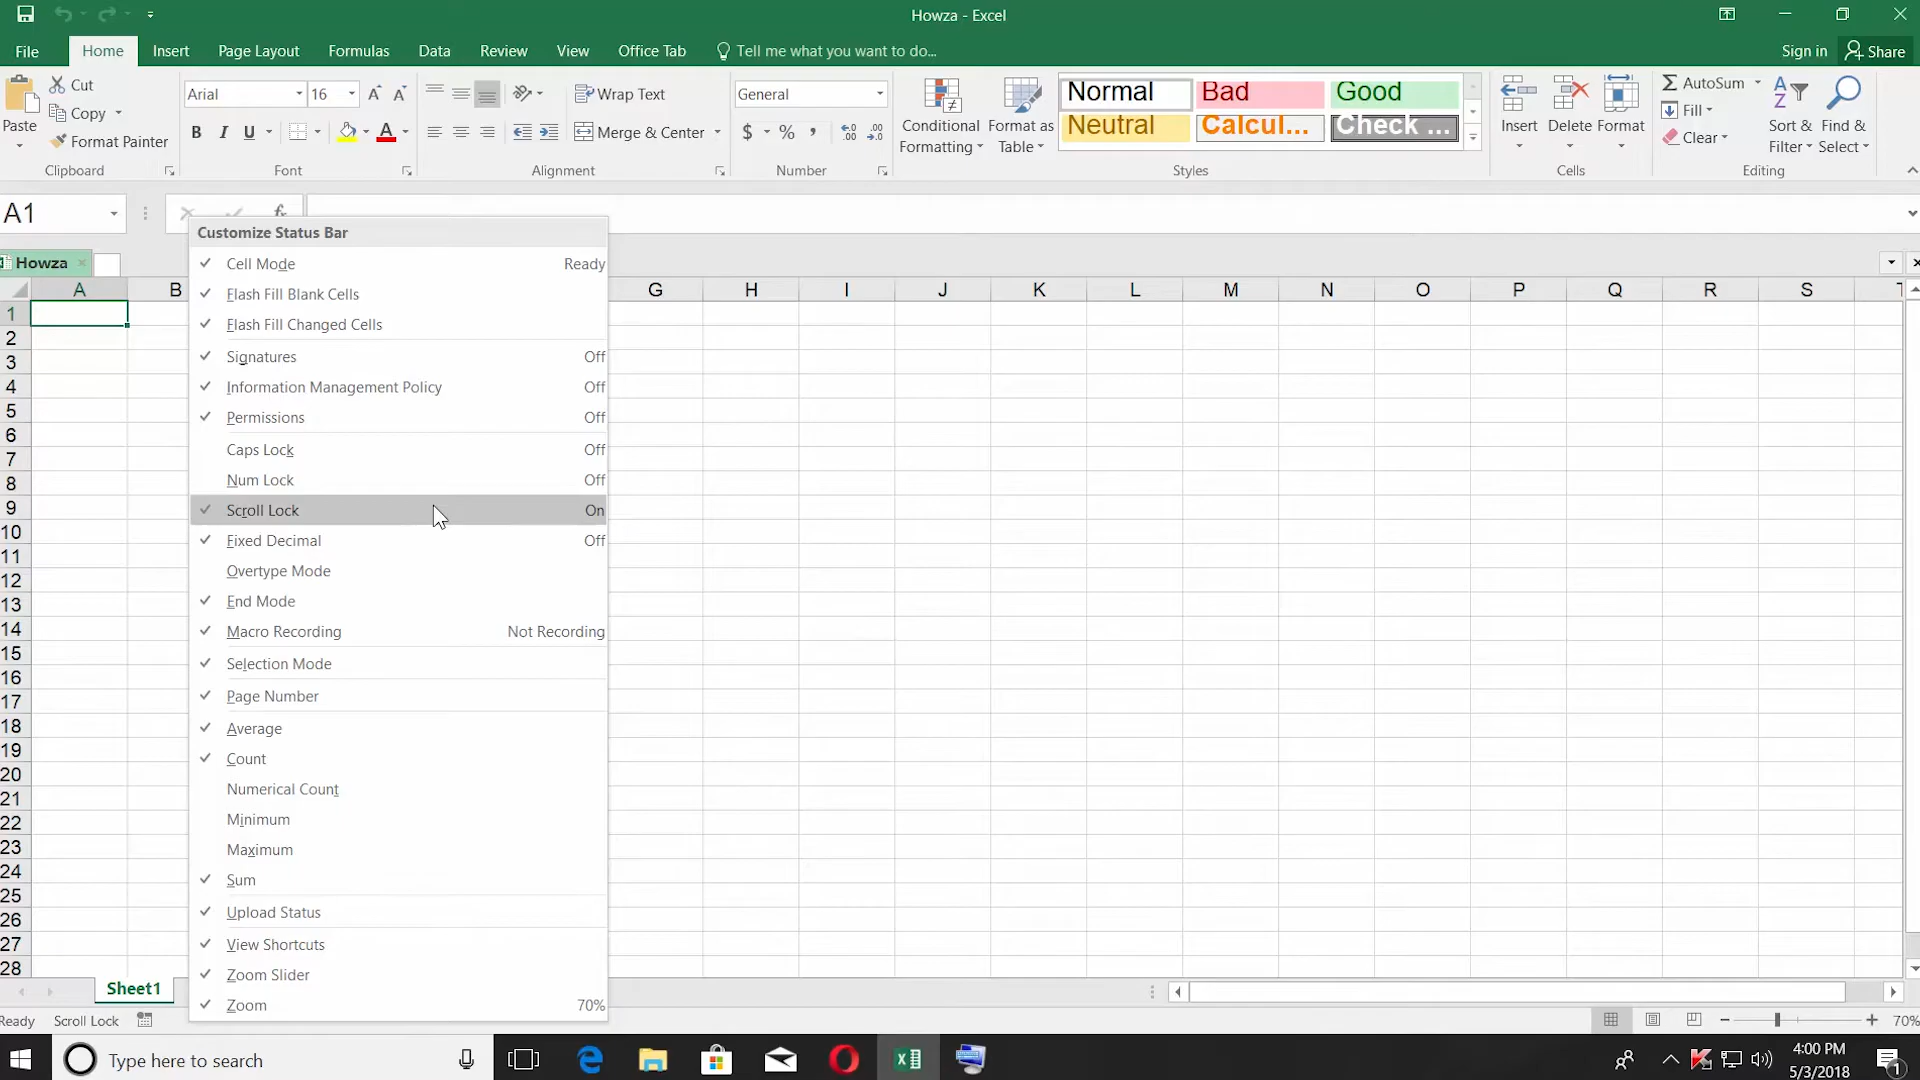 Howza - Excel
File Home Insert Page Layout Formulas Data Review View Office Tab Tell me what you want to do... Sign in Share
Paste
Cut
Copy
Format Painter
Clipboard
Arial 16
B I U A
Font
Wrap Text
Merge & Center
Alignment
General
$ % ,
Number
Conditional Formatting
Format as Table
Normal Bad Good
Neutral Calcul... Check ...
Styles
Insert Delete Format
Cells
AutoSum
Fill
Clear
Sort & Filter
Find & Select
Editing
A1 fx
Howza
A B G H I J K L M N O P Q R S
1
2
3
4
5
6
7
8
9
10
11
12
13
14
15
16
17
18
19
20
21
22
23
24
25
26
27
28
Customize Status Bar
Cell Mode Ready
Flash Fill Blank Cells
Flash Fill Changed Cells
Signatures Off
Information Management Policy Off
Permissions Off
Caps Lock Off
Num Lock Off
Scroll Lock On
Fixed Decimal Off
Overtype Mode
End Mode
Macro Recording Not Recording
Selection Mode
Page Number
Average
Count
Numerical Count
Minimum
Maximum
Sum
Upload Status
View Shortcuts
Zoom Slider
Zoom 70%
Sheet1
Ready Scroll Lock 70%
Type here to search
4:00 PM
5/3/2018
1